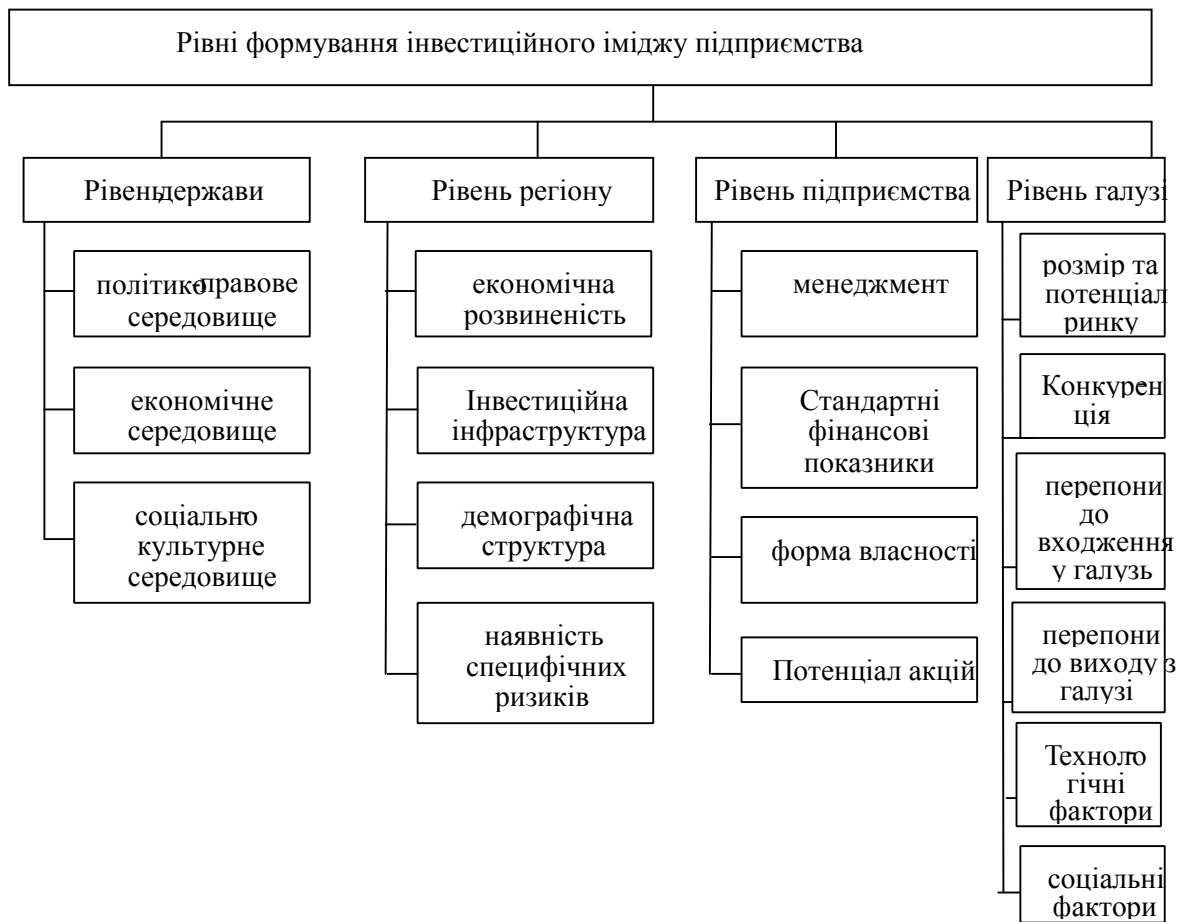 Рівні формування інвестиційного іміджу підприємства
Рівень держави
політико-правове
середовище
економічне
середовище
соціально-
культурне
середовище
Рівень регіону
економічна
розвиненість
Інвестиційна
інфраструктура
демографічна
структура
наявність
специфічних
ризиків
Рівень підприємства
менеджмент
Стандартні
фінансові
показники
форма власності
Потенціал акцій
Рівень галузі
розмір та
потенціал
ринку
Конкурен-
ція
перепони
до
входження
у галузь
перепони
до виходу з
галузі
Техноло-
гічні
фактори
соціальні
фактори